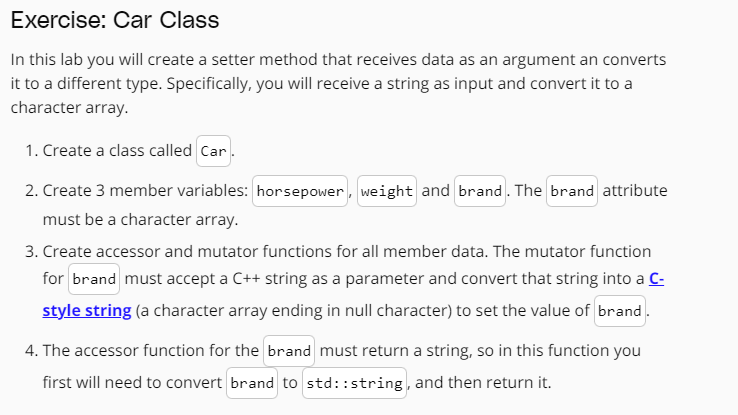 Exercise: Car Class
In this lab you will create a setter method that receives data as an argument an converts
it to a different type. Specifically, you will receive a string as input and convert it to a
character array.
1. Create a class called Car.
2. Create 3 member variables: horsepower, weight and brand. The brand attribute
must be a character array.
3. Create accessor and mutator functions for all member data. The mutator function
for brand must accept a C++ string as a parameter and convert that string into a C-
style string (a character array ending in null character) to set the value of brand.
4. The accessor function for the brand must return a string, so in this function you
first will need to convert brand to std::string, and then return it.